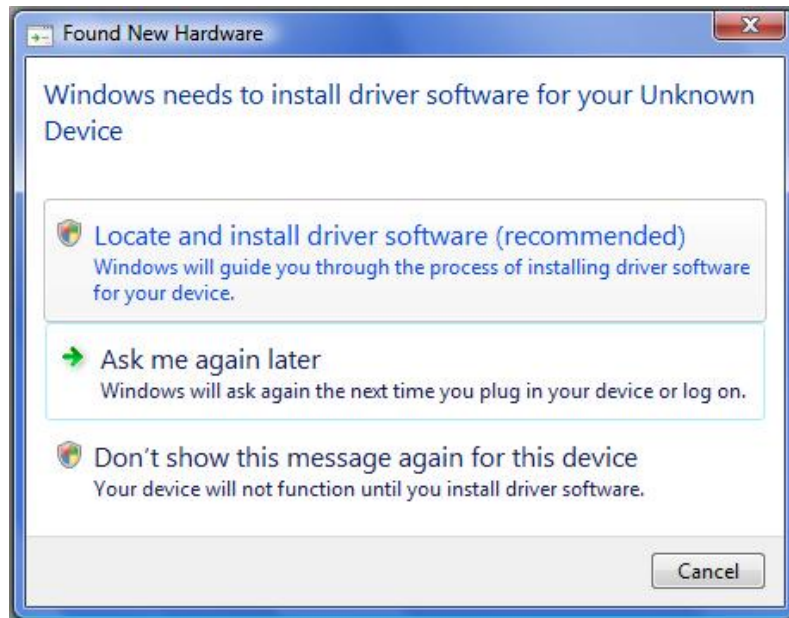 Found New Hardware
Windows needs to install driver software for your Unknown
Device
Locate and install driver software (recommended)
Windows will guide you through the process of installing driver software
for your device.
Ask me again later
Windows will ask again the next time you plug in your device or log on.
Don't show this message again for this device
Your device will not function until you install driver software.
Cancel